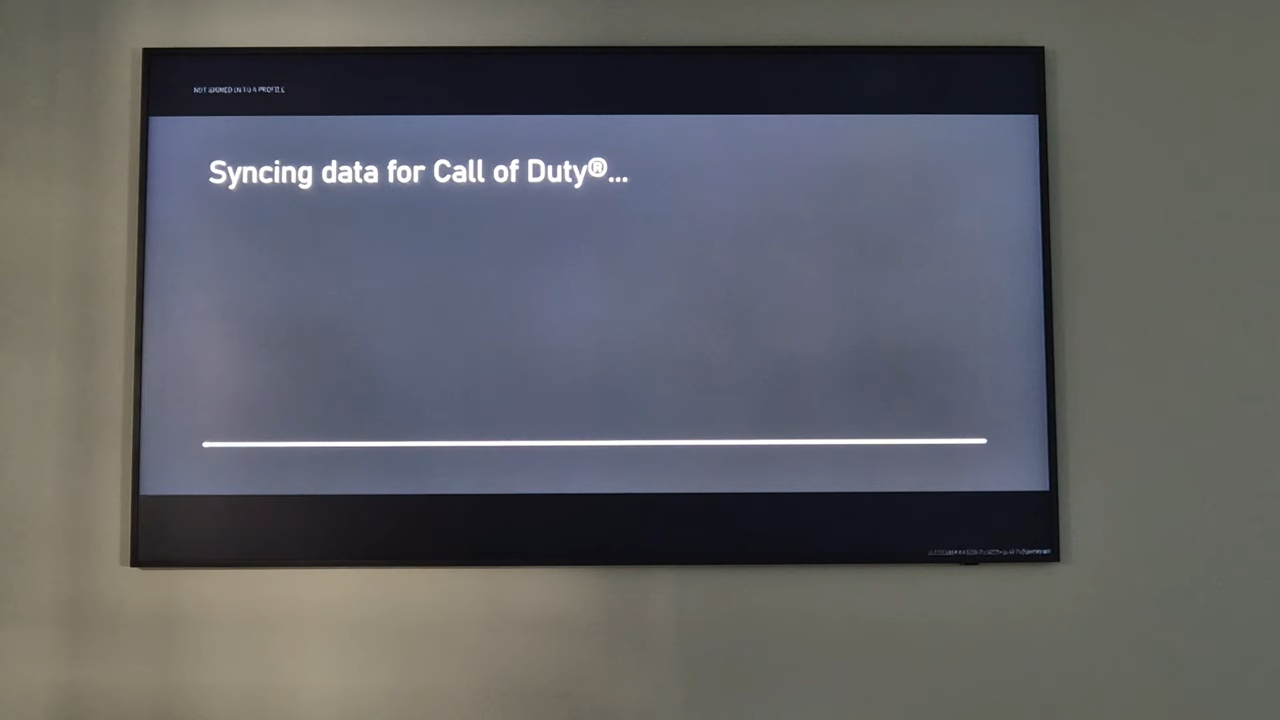 NOT SIGNED IN TO A PROFILE
Syncing data for Call of Duty®...